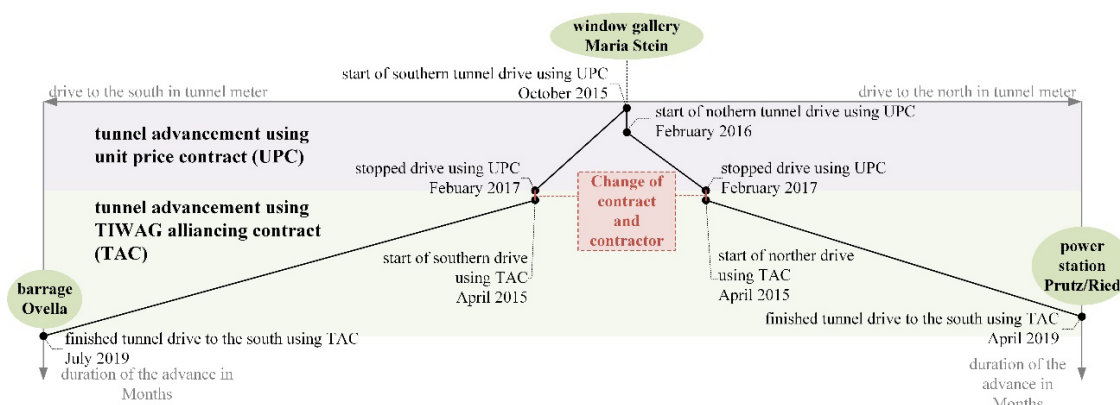 window gallery
Maria Stein
start of southern tunnel drive using UPC
October 2015
drive to the south in tunnel meter
drive to the north in tunnel meter
start of nothern tunnel drive using UPC
February 2016
tunnel advancement using
unit price contract (UPC)
stopped drive using UPC
Febuary 2017
stopped drive using UPC
February 2017
Change of
contract
and
contractor
tunnel advancement using
TIWAG alliancing contract
(TAC)
start of southern drive
using TAC
April 2015
start of norther drive
using TAC
April 2015
barrage
Ovella
power
station
Prutz/Ried
finished tunnel drive to the south using TAC
July 2019
finished tunnel drive to the south using TAC
April 2019
duration of the advance in
Months
duration of the
advance in
Months